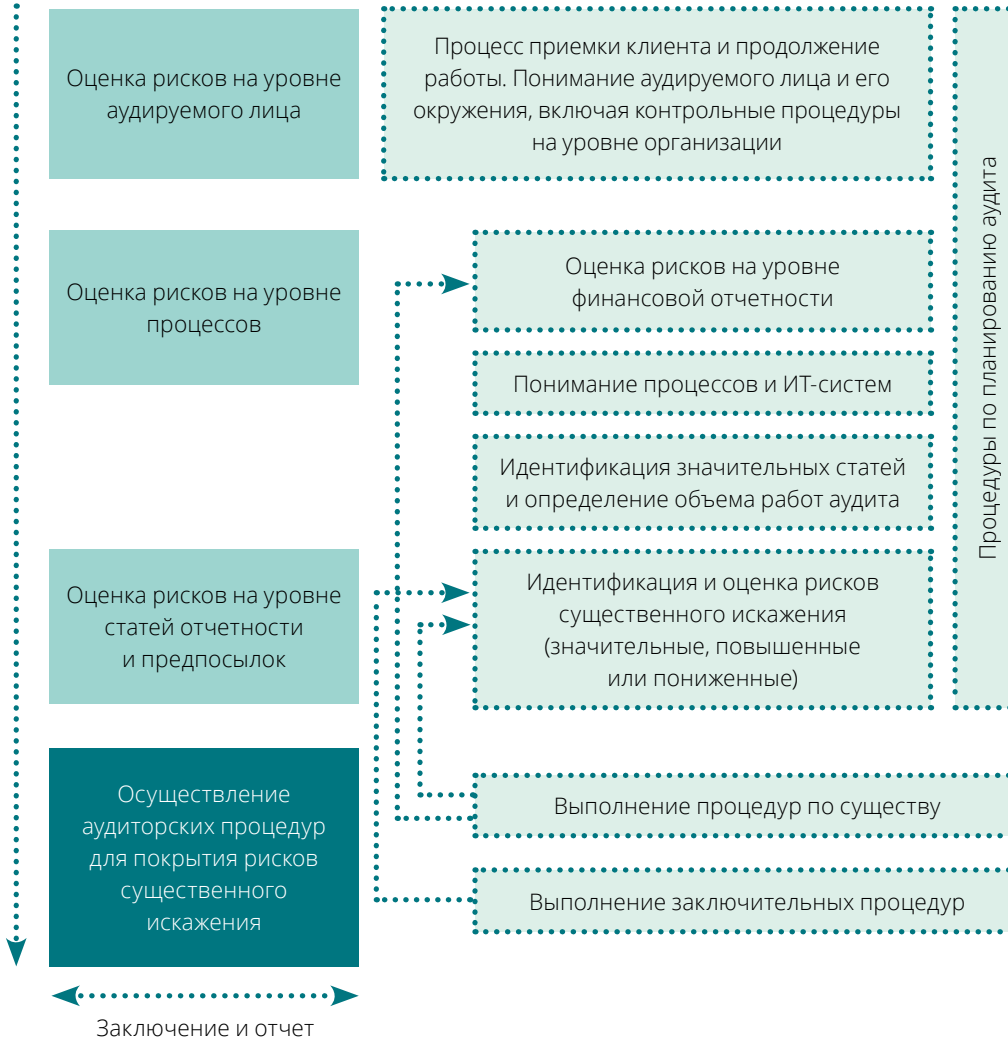 Оценка рисков на уровне
аудируемого лица
Процесс приемки клиента и продолжение
работы. Понимание аудируемого лица и его
окружения, включая контрольные процедуры
на уровне организации
Процедуры по планированию аудита
Оценка рисков на уровне
процессов
Оценка рисков на уровне
финансовой отчетности
Понимание процессов и ИТ-систем
Идентификация значительных статей
и определение объема работ аудита
Оценка рисков на уровне
статей отчетности
и предпосылок
Идентификация и оценка рисков
существенного искажения
(значительные, повышенные
или пониженные)
Осуществление
аудиторских процедур
для покрытия рисков
существенного
искажения
Выполнение процедур по существу
Выполнение заключительных процедур
Заключение и отчет